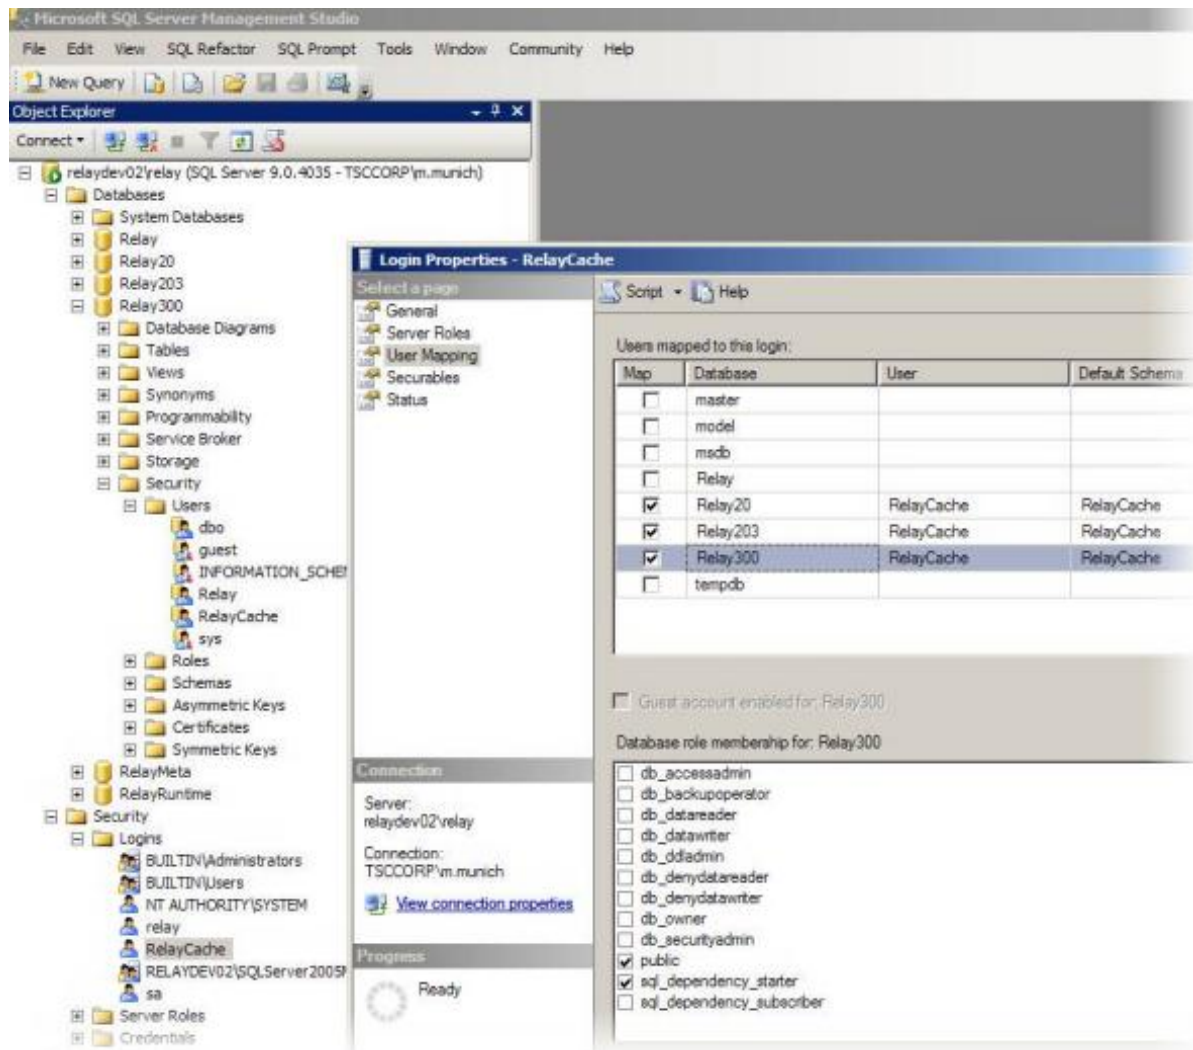 Microsoft SQL Server Management Studio
File Edit View SQL Refactor SQL Prompt Tools Window Community Help
New Query
Object Explorer
Connect
relaydev02\relay (SQL Server 9.0.4035 - TSCCORP\m.munich)
Databases
System Databases
Relay
Relay20
Relay203
Relay300
Database Diagrams
Tables
Views
Synonyms
Programmability
Service Broker
Storage
Security
Users
dbo
guest
INFORMATION_SCHE
Relay
RelayCache
sys
Roles
Schemas
Asymmetric Keys
Certificates
Symmetric Keys
RelayMeta
RelayRuntime
Security
Logins
BUILTIN\Administrators
BUILTIN\Users
NT AUTHORITY\SYSTEM
relay
RelayCache
RELAYDEV02\SQLServer2005
sa
Server Roles
Credentials
Login Properties - RelayCache
Select a page
General
Server Roles
User Mapping
Securables
Status
Connection
Server:
relaydev02\relay
Connection:
TSCCORP\m.munich
View connection properties
Progress
Ready
Script Help
Users mapped to this login:
Map Database User Default Schema
master
model
msdb
Relay
Relay20 RelayCache RelayCache
Relay203 RelayCache RelayCache
Relay300 RelayCache RelayCache
tempdb
Guest account enabled for: Relay300
Database role membership for: Relay300
db_accessadmin
db_backupoperator
db_datareader
db_datawriter
db_ddladmin
db_denydatareader
db_denydatawriter
db_owner
db_securityadmin
public
sql_dependency_starter
sql_dependency_subscriber